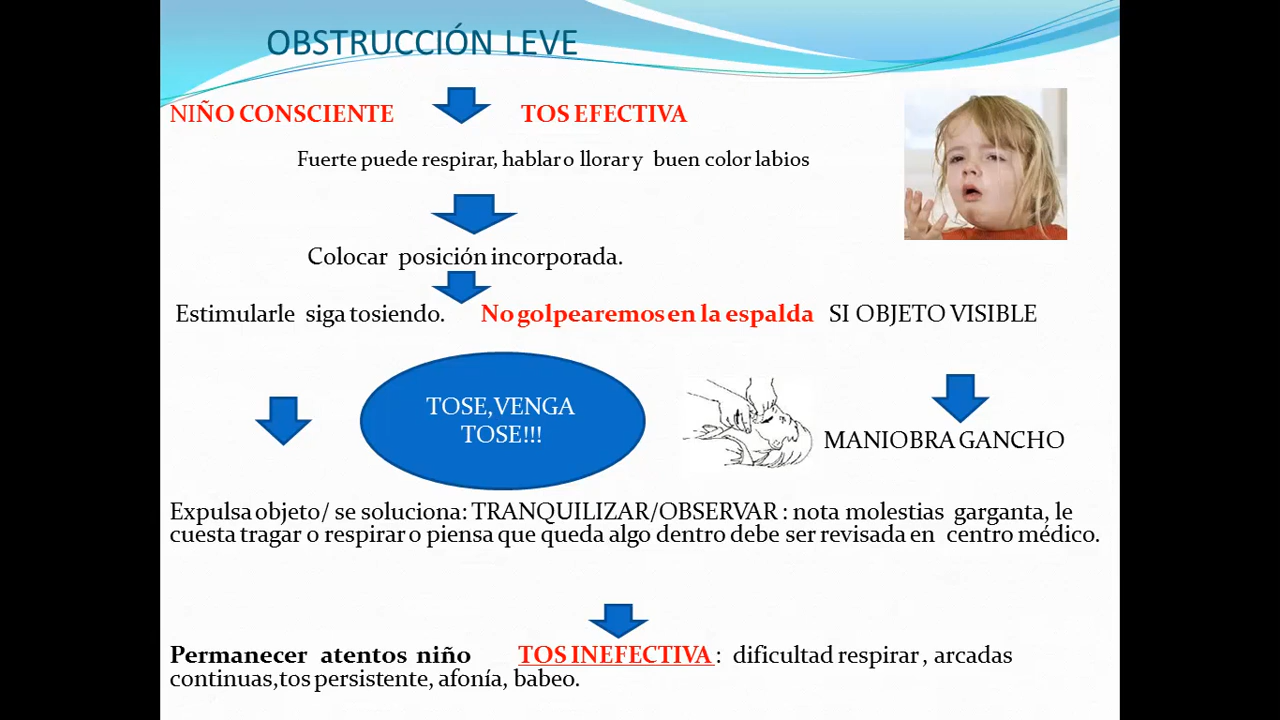 OBSTRUCCIÓN LEVE
NIÑO CONSCIENTE TOS EFECTIVA
Fuerte puede respirar, hablar o llorar y buen color labios
Colocar posición incorporada.
Estimularle siga tosiendo. No golpearemos en la espalda SI OBJETO VISIBLE
TOSE,VENGA
TOSE!!!
MANIOBRA GANCHO
Expulsa objeto/ se soluciona: TRANQUILIZAR/OBSERVAR : nota molestias garganta, le
cuesta tragar o respirar o piensa que queda algo dentro debe ser revisada en centro médico.
Permanecer atentos niño TOS INEFECTIVA : dificultad respirar , arcadas
continuas,tos persistente, afonía, babeo.